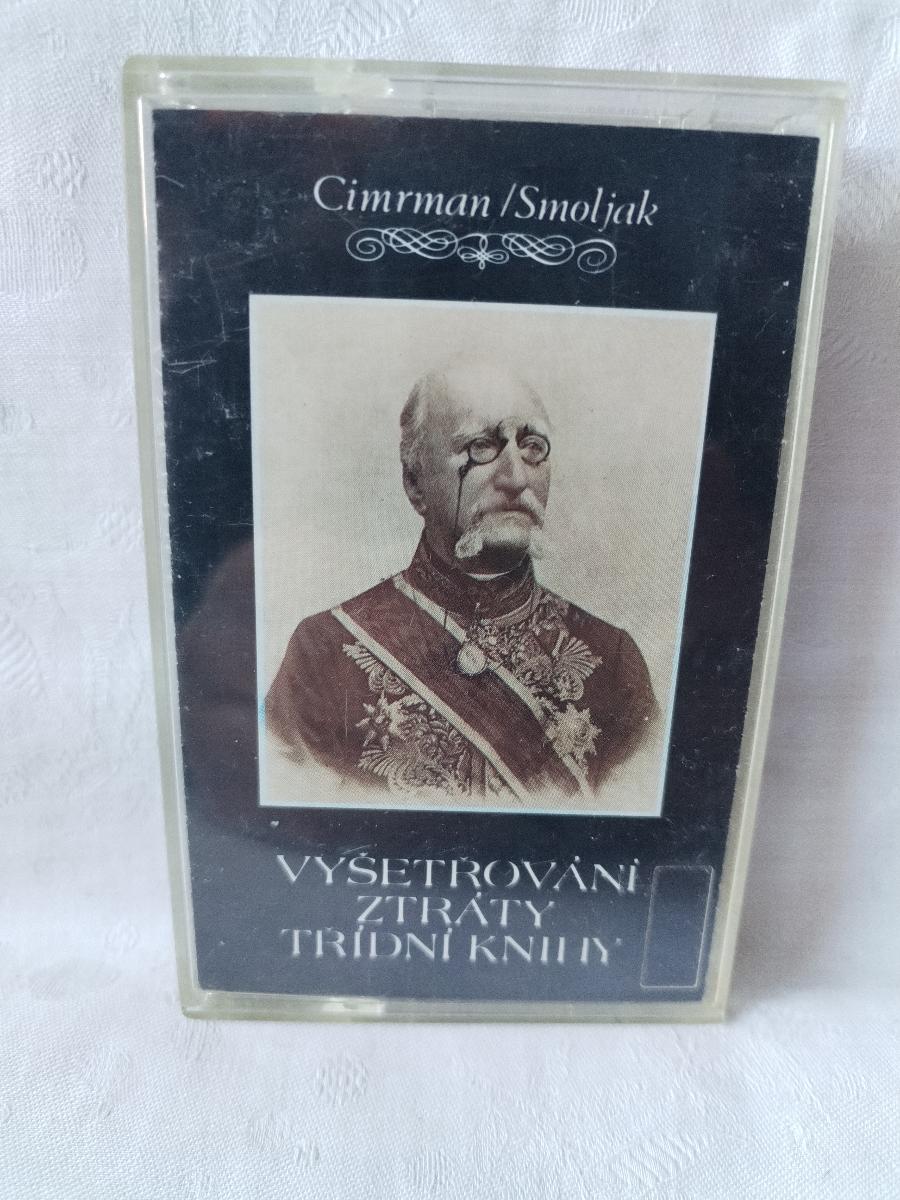 Cimrman/Smoljak
VYŠETŘOVÁNÍ
ZTRÁTY
TŘÍDNÍ KNIHY